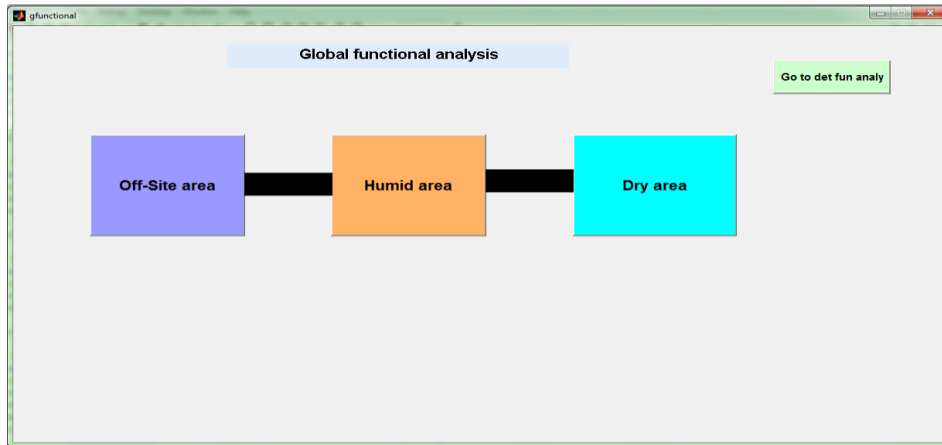 gfunctional
Global functional analysis
Go to det fun analy
Off-Site area
Humid area
Dry area